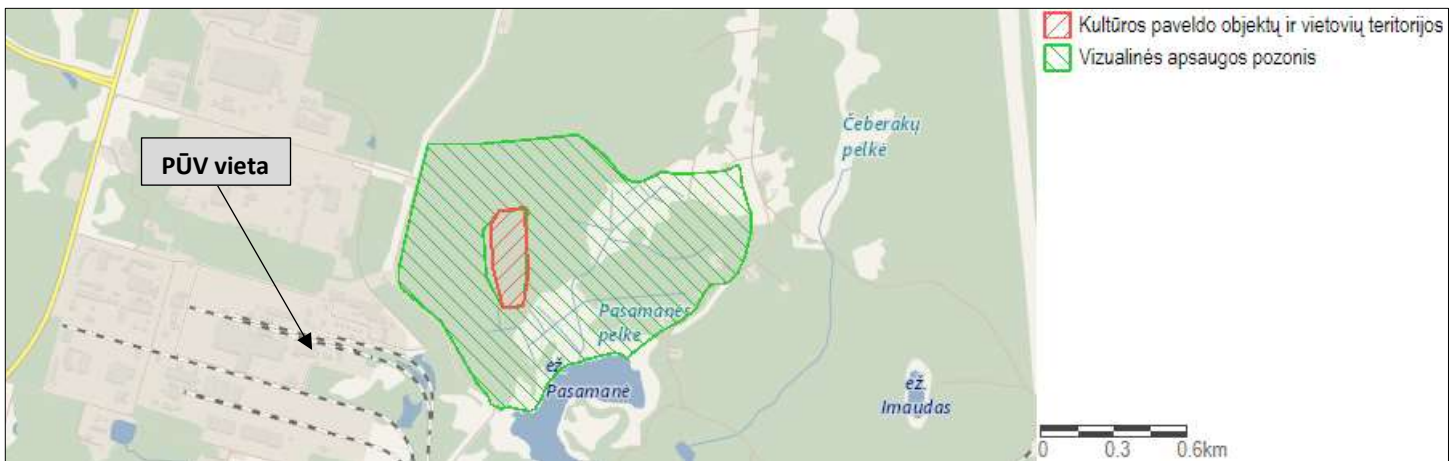 Kultūros paveldo objektų ir vietovių teritorijos
Vizualinės apsaugos pozonis
PŪV vieta
Čeberakų
pelkė
Pasamanės
pelkė
ež.
Pasamanė
ež.
Imaudas
0 0.3 0.6km